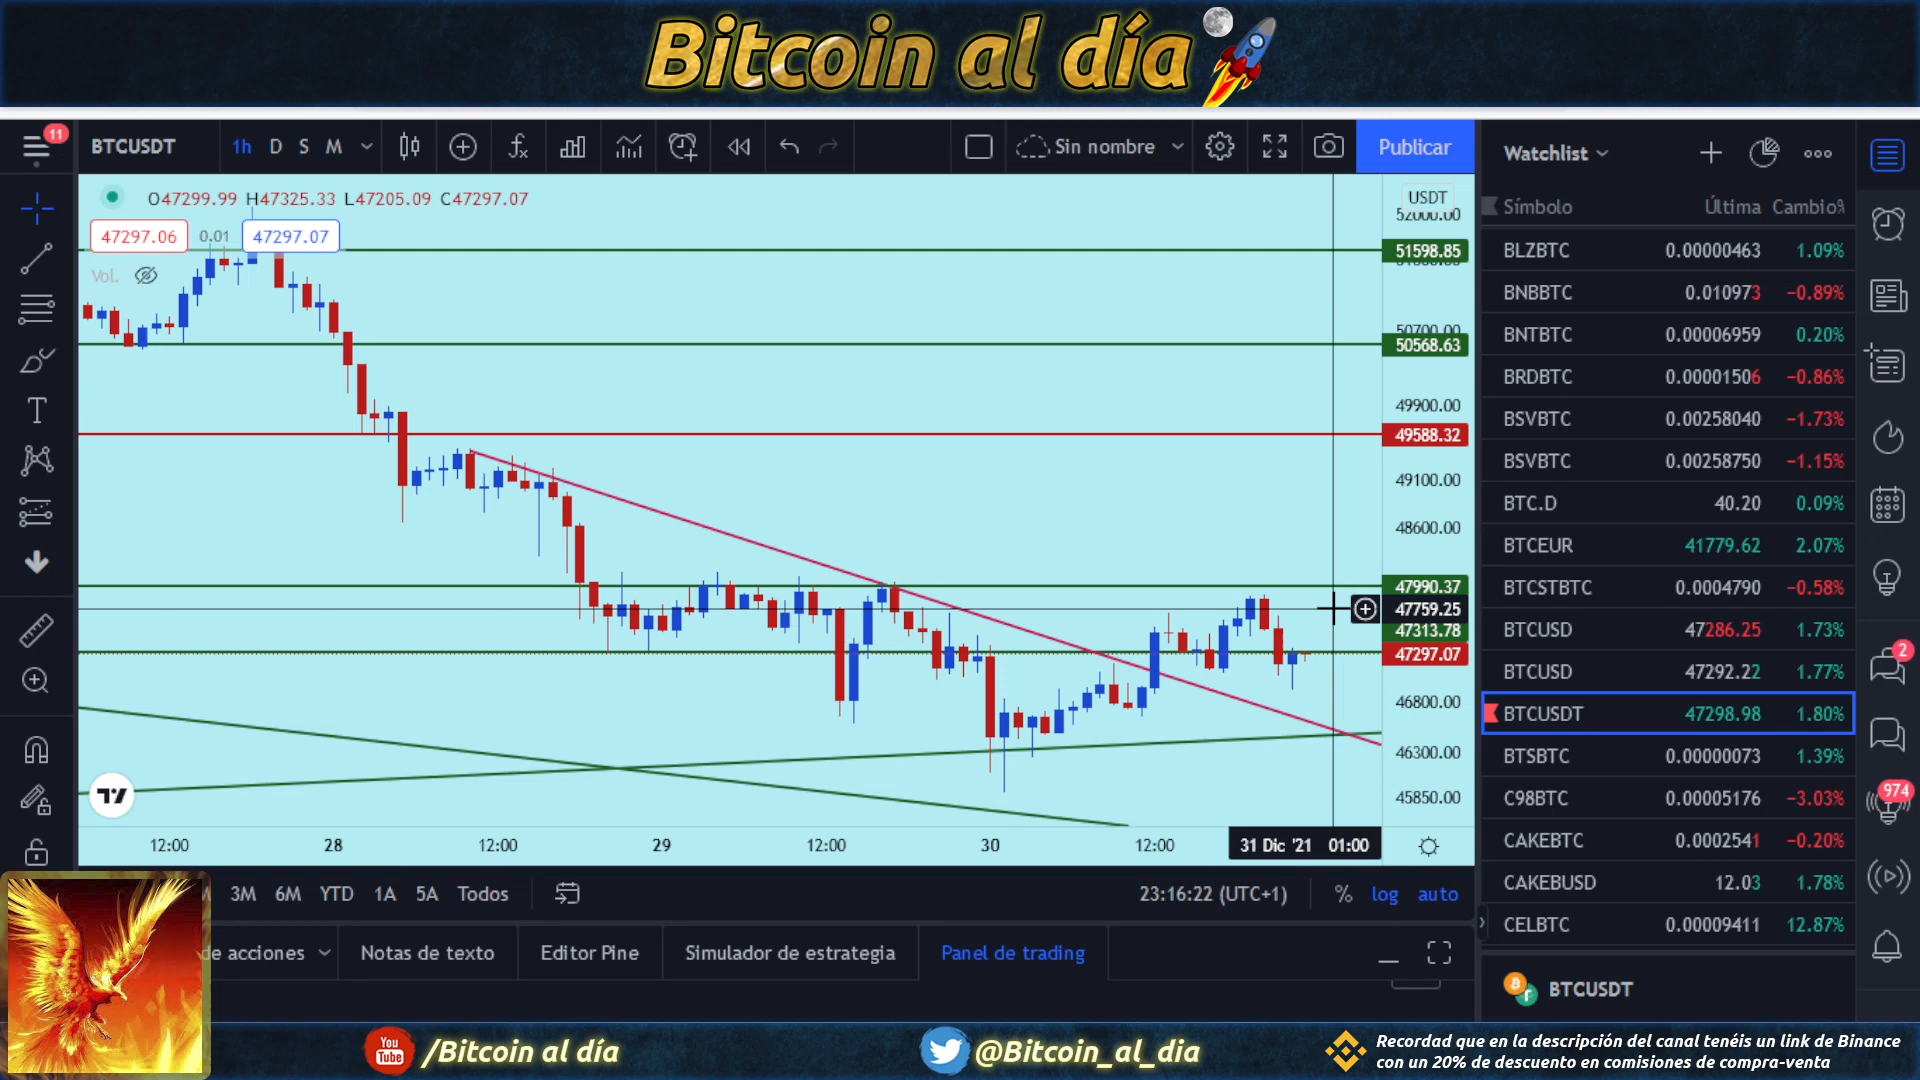 Bitcoin al día
11
BTCUSDT
1h D S M
Sin nombre
Publicar
O47299.99 H47325.33 L47205.09 C47297.07
47297.06 0.01 47297.07
Vol.
USDT
52000.00
51598.85
50700.00
50568.63
49900.00
49588.32
49100.00
48600.00
47990.37
47759.25
47313.78
47297.07
46800.00
46300.00
45850.00
12:00 28 12:00 29 12:00 30 12:00 31 Dic '21 01:00
3M 6M YTD 1A 5A Todos
23:16:22 (UTC+1) % log auto
de acciones Notas de texto Editor Pine Simulador de estrategia Panel de trading
Watchlist
Símbolo Última Cambio%
BLZBTC 0.00000463 1.09%
BNBBTC 0.010973 −0.89%
BNTBTC 0.00006959 0.20%
BRDBTC 0.00001506 −0.86%
BSVBTC 0.00258040 −1.73%
BSVBTC 0.00258750 −1.15%
BTC.D 40.20 0.09%
BTCEUR 41779.62 2.07%
BTCSTBTC 0.0004790 −0.58%
BTCUSD 47286.25 1.73%
BTCUSD 47292.22 1.77%
BTCUSDT 47298.98 1.80%
BTSBTC 0.00000073 1.39%
C98BTC 0.00005176 −3.03%
CAKEBTC 0.0002541 −0.20%
CAKEBUSD 12.03 1.78%
CELBTC 0.00009411 12.87%
BTCUSDT
2
974
You
Tube
/Bitcoin al día
@Bitcoin_al_dia
Recordad que en la descripción del canal tenéis un link de Binance
con un 20% de descuento en comisiones de compra-venta